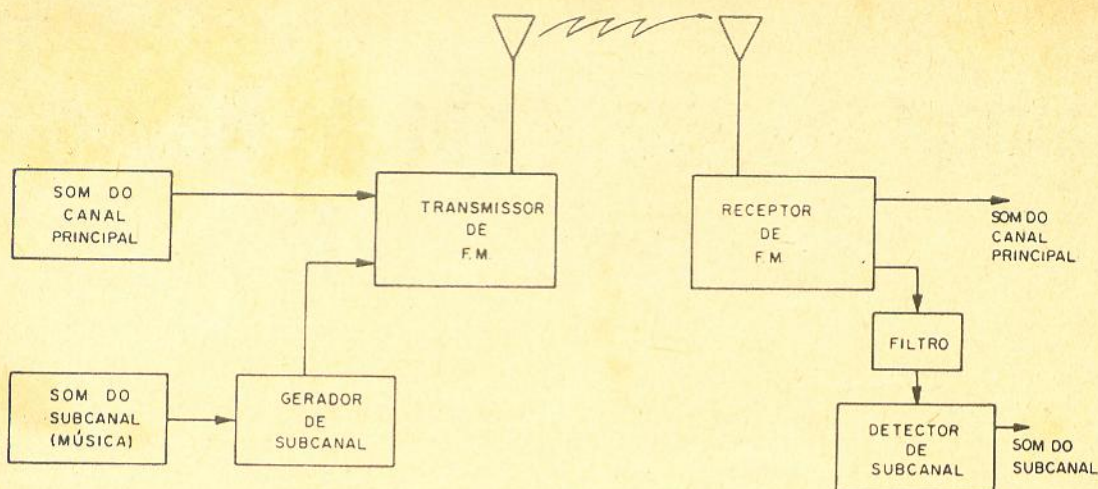 SOM DO
CANAL
PRINCIPAL
TRANSMISSOR
DE
F.M.
RECEPTOR
DE
F.M.
SOM DO
CANAL
PRINCIPAL
FILTRO
SOM DO
SUBCANAL
(MÚSICA)
GERADOR
DE
SUBCANAL
DETECTOR
DE
SUBCANAL
SOM DO
SUBCANAL